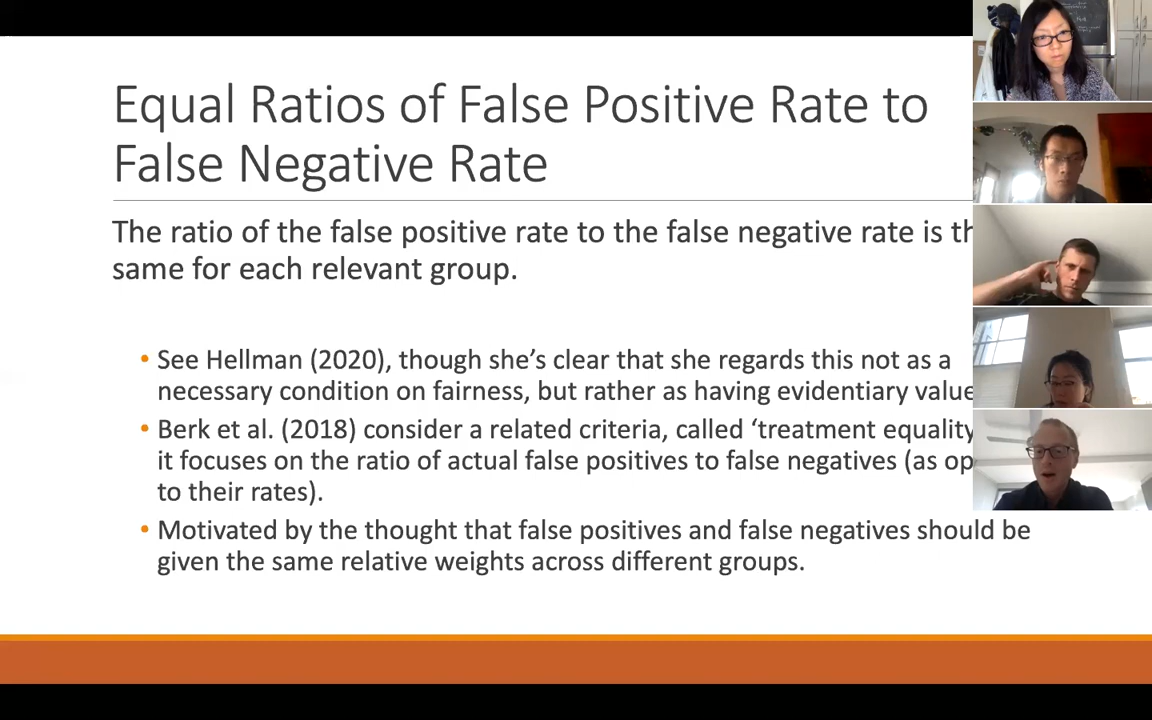 Equal Ratios of False Positive Rate to
False Negative Rate
The ratio of the false positive rate to the false negative rate is th
same for each relevant group.
• See Hellman (2020), though she's clear that she regards this not as a
necessary condition on fairness, but rather as having evidentiary value
• Berk et al. (2018) consider a related criteria, called 'treatment equality
it focuses on the ratio of actual false positives to false negatives (as op
to their rates).
• Motivated by the thought that false positives and false negatives should be
given the same relative weights across different groups.